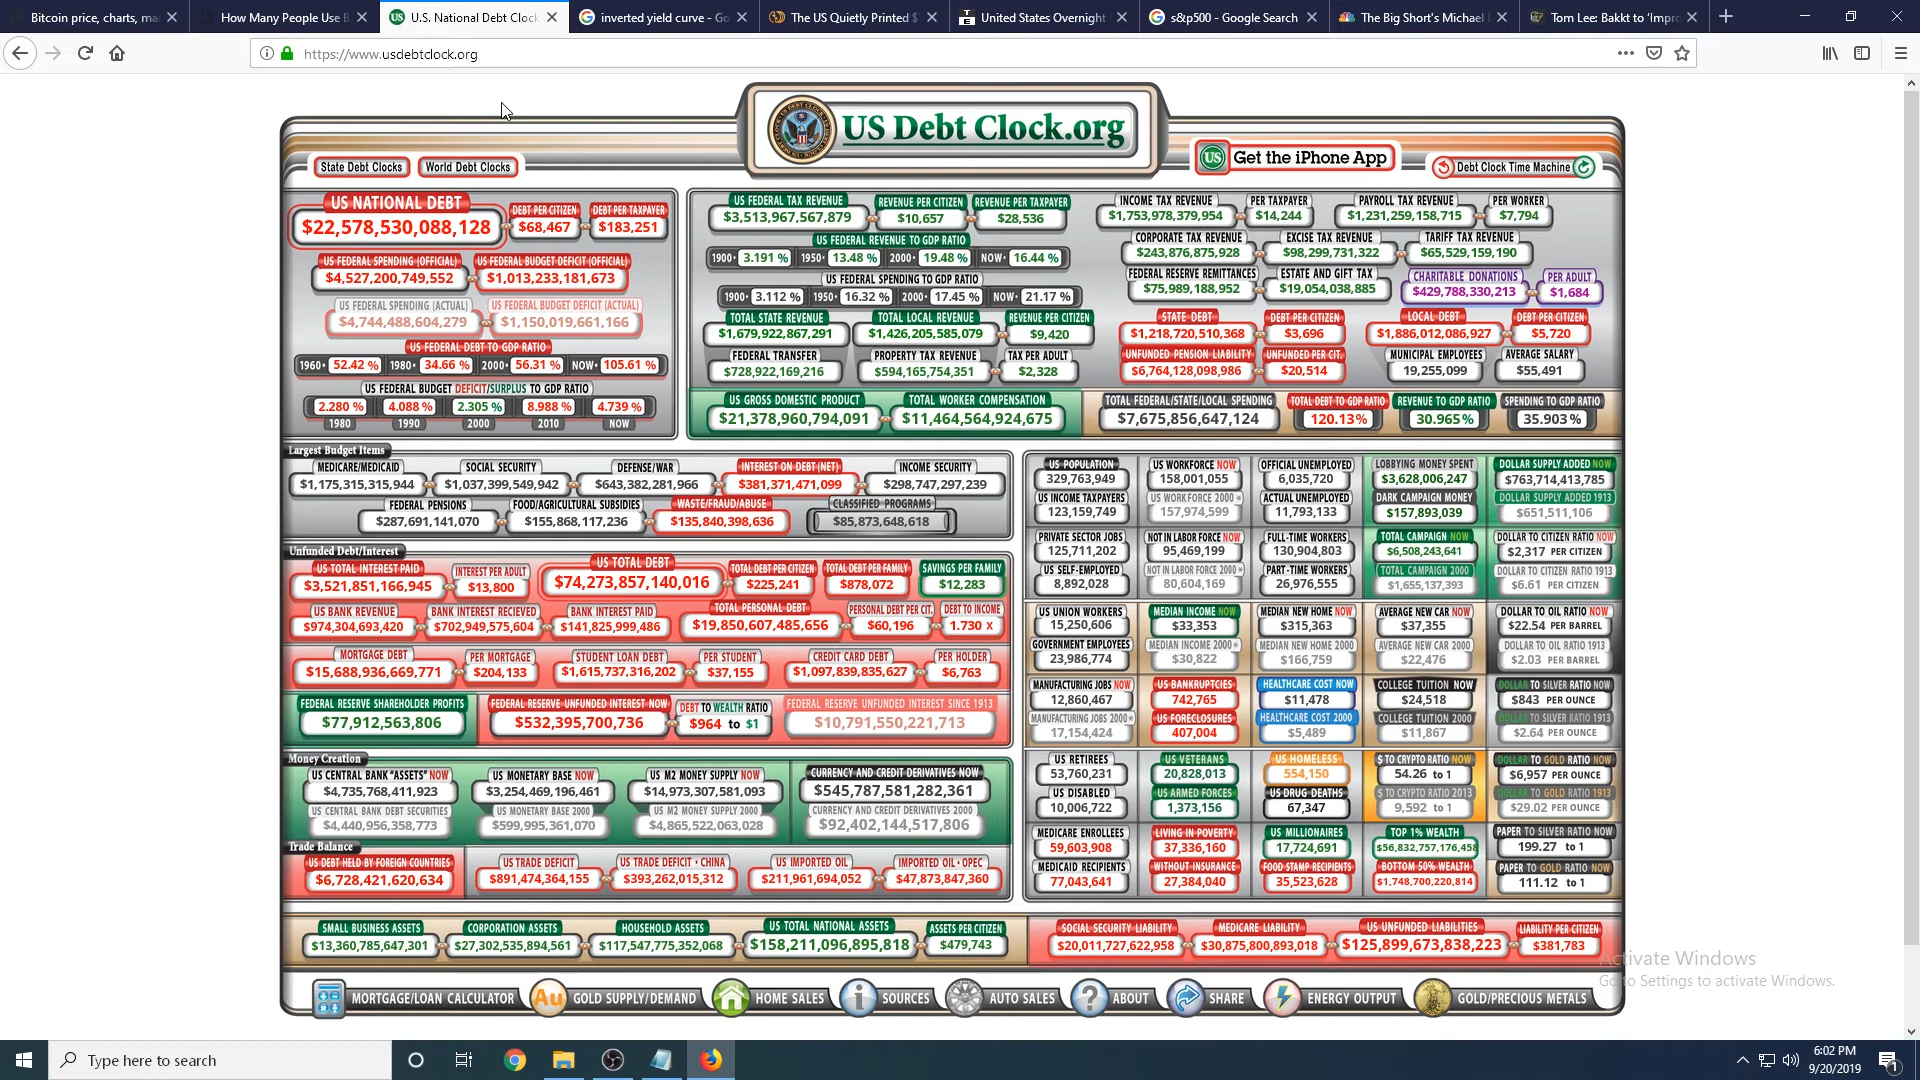 Bitcoin price, charts, ma
How Many People Use B
U.S. National Debt Clock
inverted yield curve - Go
The US Quietly Printed $
United States Overnight
s&p500 - Google Search
The Big Short's Michael
Tom Lee: Bakkt to 'Impr
https://www.usdebtclock.org
US Debt Clock.org
State Debt Clocks
World Debt Clocks
US
Get the iPhone App
Debt Clock Time Machine
US NATIONAL DEBT
$22,578,530,088,128
DEBT PER CITIZEN
$68,467
DEBT PER TAXPAYER
$183,251
US FEDERAL SPENDING (OFFICIAL)
$4,527,200,749,552
US FEDERAL BUDGET DEFICIT (OFFICIAL)
$1,013,233,181,673
US FEDERAL SPENDING (ACTUAL)
$4,744,488,604,279
US FEDERAL BUDGET DEFICIT (ACTUAL)
$1,150,019,661,166
US FEDERAL DEBT TO GDP RATIO
1960• 52.42 % 1980• 34.66 % 2000• 56.31 % NOW• 105.61 %
US FEDERAL BUDGET DEFICIT/SURPLUS TO GDP RATIO
2.280 % 4.088 % 2.305 % 8.988 % 4.739 %
1980 1990 2000 2010 NOW
US FEDERAL TAX REVENUE
$3,513,967,567,879
REVENUE PER CITIZEN
$10,657
REVENUE PER TAXPAYER
$28,536
US FEDERAL REVENUE TO GDP RATIO
1900• 3.191 % 1950• 13.48 % 2000• 19.48 % NOW• 16.44 %
US FEDERAL SPENDING TO GDP RATIO
1900• 3.112 % 1950• 16.32 % 2000• 17.45 % NOW• 21.17 %
TOTAL STATE REVENUE
$1,679,922,867,291
TOTAL LOCAL REVENUE
$1,426,205,585,079
REVENUE PER CITIZEN
$9,420
FEDERAL TRANSFER
$728,922,169,216
PROPERTY TAX REVENUE
$594,165,754,351
TAX PER ADULT
$2,328
INCOME TAX REVENUE
$1,753,978,379,954
PER TAXPAYER
$14,244
PAYROLL TAX REVENUE
$1,231,259,158,715
PER WORKER
$7,794
CORPORATE TAX REVENUE
$243,876,875,928
EXCISE TAX REVENUE
$98,299,731,322
TARIFF TAX REVENUE
$65,529,159,190
FEDERAL RESERVE REMITTANCES
$75,989,188,952
ESTATE AND GIFT TAX
$19,054,038,885
CHARITABLE DONATIONS
$429,788,330,213
PER ADULT
$1,684
STATE DEBT
$1,218,720,510,368
DEBT PER CITIZEN
$3,696
LOCAL DEBT
$1,886,012,086,927
DEBT PER CITIZEN
$5,720
UNFUNDED PENSION LIABILITY
$6,764,128,098,986
UNFUNDED PER CIT.
$20,514
MUNICIPAL EMPLOYEES
19,255,099
AVERAGE SALARY
$55,491
US GROSS DOMESTIC PRODUCT
$21,378,960,794,091
TOTAL WORKER COMPENSATION
$11,464,564,924,675
TOTAL FEDERAL/STATE/LOCAL SPENDING
$7,675,856,647,124
TOTAL DEBT TO GDP RATIO
120.13%
REVENUE TO GDP RATIO
30.965%
SPENDING TO GDP RATIO
35.903%
Largest Budget Items
MEDICARE/MEDICAID
$1,175,315,315,944
SOCIAL SECURITY
$1,037,399,549,942
DEFENSE/WAR
$643,382,281,966
INTEREST ON DEBT(NET)
$381,371,471,099
INCOME SECURITY
$298,747,297,239
FEDERAL PENSIONS
$287,691,141,070
FOOD/AGRICULTURAL SUBSIDIES
$155,868,117,236
WASTE/FRAUD/ABUSE
$135,840,398,636
CLASSIFIED PROGRAMS
$85,873,648,618
Unfunded Debt/Interest
US TOTAL INTEREST PAID
$3,521,851,166,945
INTEREST PER ADULT
$13,800
US TOTAL DEBT
$74,273,857,140,016
TOTAL DEBT PER CITIZEN
$225,241
TOTAL DEBT PER FAMILY
$878,072
SAVINGS PER FAMILY
$12,283
US BANK REVENUE
$974,304,693,420
BANK INTEREST RECIEVED
$702,949,575,604
BANK INTEREST PAID
$141,825,999,486
TOTAL PERSONAL DEBT
$19,850,607,485,656
PERSONAL DEBT PER CIT.
$60,196
DEBT TO INCOME
1.730 x
MORTGAGE DEBT
$15,688,936,669,771
PER MORTGAGE
$204,133
STUDENT LOAN DEBT
$1,615,737,316,202
PER STUDENT
$37,155
CREDIT CARD DEBT
$1,097,839,835,627
PER HOLDER
$6,763
FEDERAL RESERVE SHAREHOLDER PROFITS
$77,912,563,806
FEDERAL RESERVE UNFUNDED INTEREST NOW
$532,395,700,736
DEBT TO WEALTH RATIO
$964 to $1
FEDERAL RESERVE UNFUNDED INTEREST SINCE 1913
$10,791,550,221,713
Money Creation
US CENTRAL BANK "ASSETS" NOW
$4,735,768,411,923
US MONETARY BASE NOW
$3,254,469,196,461
US M2 MONEY SUPPLY NOW
$14,973,307,581,093
CURRENCY AND CREDIT DERIVATIVES NOW
$545,787,581,282,361
US CENTRAL BANK DEBT SECURITIES
$4,440,956,358,773
US MONETARY BASE 2000
$599,995,361,070
US M2 MONEY SUPPLY 2000
$4,865,522,063,028
CURRENCY AND CREDIT DERIVATIVES 2000
$92,402,144,517,806
Trade Balance
US DEBT HELD BY FOREIGN COUNTRIES
$6,728,421,620,634
US TRADE DEFICIT
$891,474,364,155
US TRADE DEFICIT • CHINA
$393,262,015,312
US IMPORTED OIL
$211,961,694,052
IMPORTED OIL • OPEC
$47,873,847,360
US POPULATION
329,763,949
US WORKFORCE NOW
158,001,055
OFFICIAL UNEMPLOYED
6,035,720
LOBBYING MONEY SPENT
$3,628,006,247
DOLLAR SUPPLY ADDED NOW
$763,714,413,785
US INCOME TAXPAYERS
123,159,749
US WORKFORCE 2000
157,974,599
ACTUAL UNEMPLOYED
11,793,133
DARK CAMPAIGN MONEY
$157,893,039
DOLLAR SUPPLY ADDED 1913
$651,511,106
PRIVATE SECTOR JOBS
125,711,202
NOT IN LABOR FORCE NOW
95,469,199
FULL-TIME WORKERS
130,904,803
TOTAL CAMPAIGN NOW
$6,508,243,641
DOLLAR TO CITIZEN RATIO NOW
$2,317 PER CITIZEN
US SELF-EMPLOYED
8,892,028
NOT IN LABOR FORCE 2000
80,604,169
PART-TIME WORKERS
26,976,555
TOTAL CAMPAIGN 2000
$1,655,137,393
DOLLAR TO CITIZEN RATIO 1913
$6.61 PER CITIZEN
US UNION WORKERS
15,250,606
MEDIAN INCOME NOW
$33,353
MEDIAN NEW HOME NOW
$315,363
AVERAGE NEW CAR NOW
$37,355
DOLLAR TO OIL RATIO NOW
$22.54 PER BARREL
GOVERNMENT EMPLOYEES
23,986,774
MEDIAN INCOME 2000
$30,822
MEDIAN NEW HOME 2000
$166,759
AVERAGE NEW CAR 2000
$22,476
DOLLAR TO OIL RATIO 1913
$2.03 PER BARREL
MANUFACTURING JOBS NOW
12,860,467
US BANKRUPTCIES
742,765
HEALTHCARE COST NOW
$11,478
COLLEGE TUITION NOW
$24,518
DOLLAR TO SILVER RATIO NOW
$843 PER OUNCE
MANUFACTURING JOBS 2000
17,154,424
US FORECLOSURES
407,004
HEALTHCARE COST 2000
$5,489
COLLEGE TUITION 2000
$11,867
DOLLAR TO SILVER RATIO 1913
$2.64 PER OUNCE
US RETIREES
53,760,231
US VETERANS
20,828,013
US HOMELESS
554,150
$ TO CRYPTO RATIO NOW
54.26 to 1
DOLLAR TO GOLD RATIO NOW
$6,957 PER OUNCE
US DISABLED
10,006,722
US ARMED FORCES
1,373,156
US DRUG DEATHS
67,347
$ TO CRYPTO RATIO 2013
9,592 to 1
DOLLAR TO GOLD RATIO 1913
$29.02 PER OUNCE
MEDICARE ENROLLEES
59,603,908
LIVING IN POVERTY
37,336,160
US MILLIONAIRES
17,724,691
TOP 1% WEALTH
$56,832,757,176,458
PAPER TO SILVER RATIO NOW
199.27 to 1
MEDICAID RECIPIENTS
77,043,641
WITHOUT INSURANCE
27,384,040
FOOD STAMP RECIPIENTS
35,523,628
BOTTOM 50% WEALTH
$1,748,700,220,814
PAPER TO GOLD RATIO NOW
111.12 to 1
SMALL BUSINESS ASSETS
$13,360,785,647,301
CORPORATION ASSETS
$27,302,535,894,561
HOUSEHOLD ASSETS
$117,547,775,352,068
US TOTAL NATIONAL ASSETS
$158,211,096,895,818
ASSETS PER CITIZEN
$479,743
SOCIAL SECURITY LIABILITY
$20,011,727,622,958
MEDICARE LIABILITY
$30,875,800,893,018
US UNFUNDED LIABILITIES
$125,899,673,838,223
LIABILITY PER CITIZEN
$381,783
Activate Windows
Go to Settings to activate Windows.
MORTGAGE/LOAN CALCULATOR
Au
GOLD SUPPLY/DEMAND
HOME SALES
SOURCES
AUTO SALES
ABOUT
SHARE
ENERGY OUTPUT
GOLD/PRECIOUS METALS
Type here to search
6:02 PM
9/20/2019
1